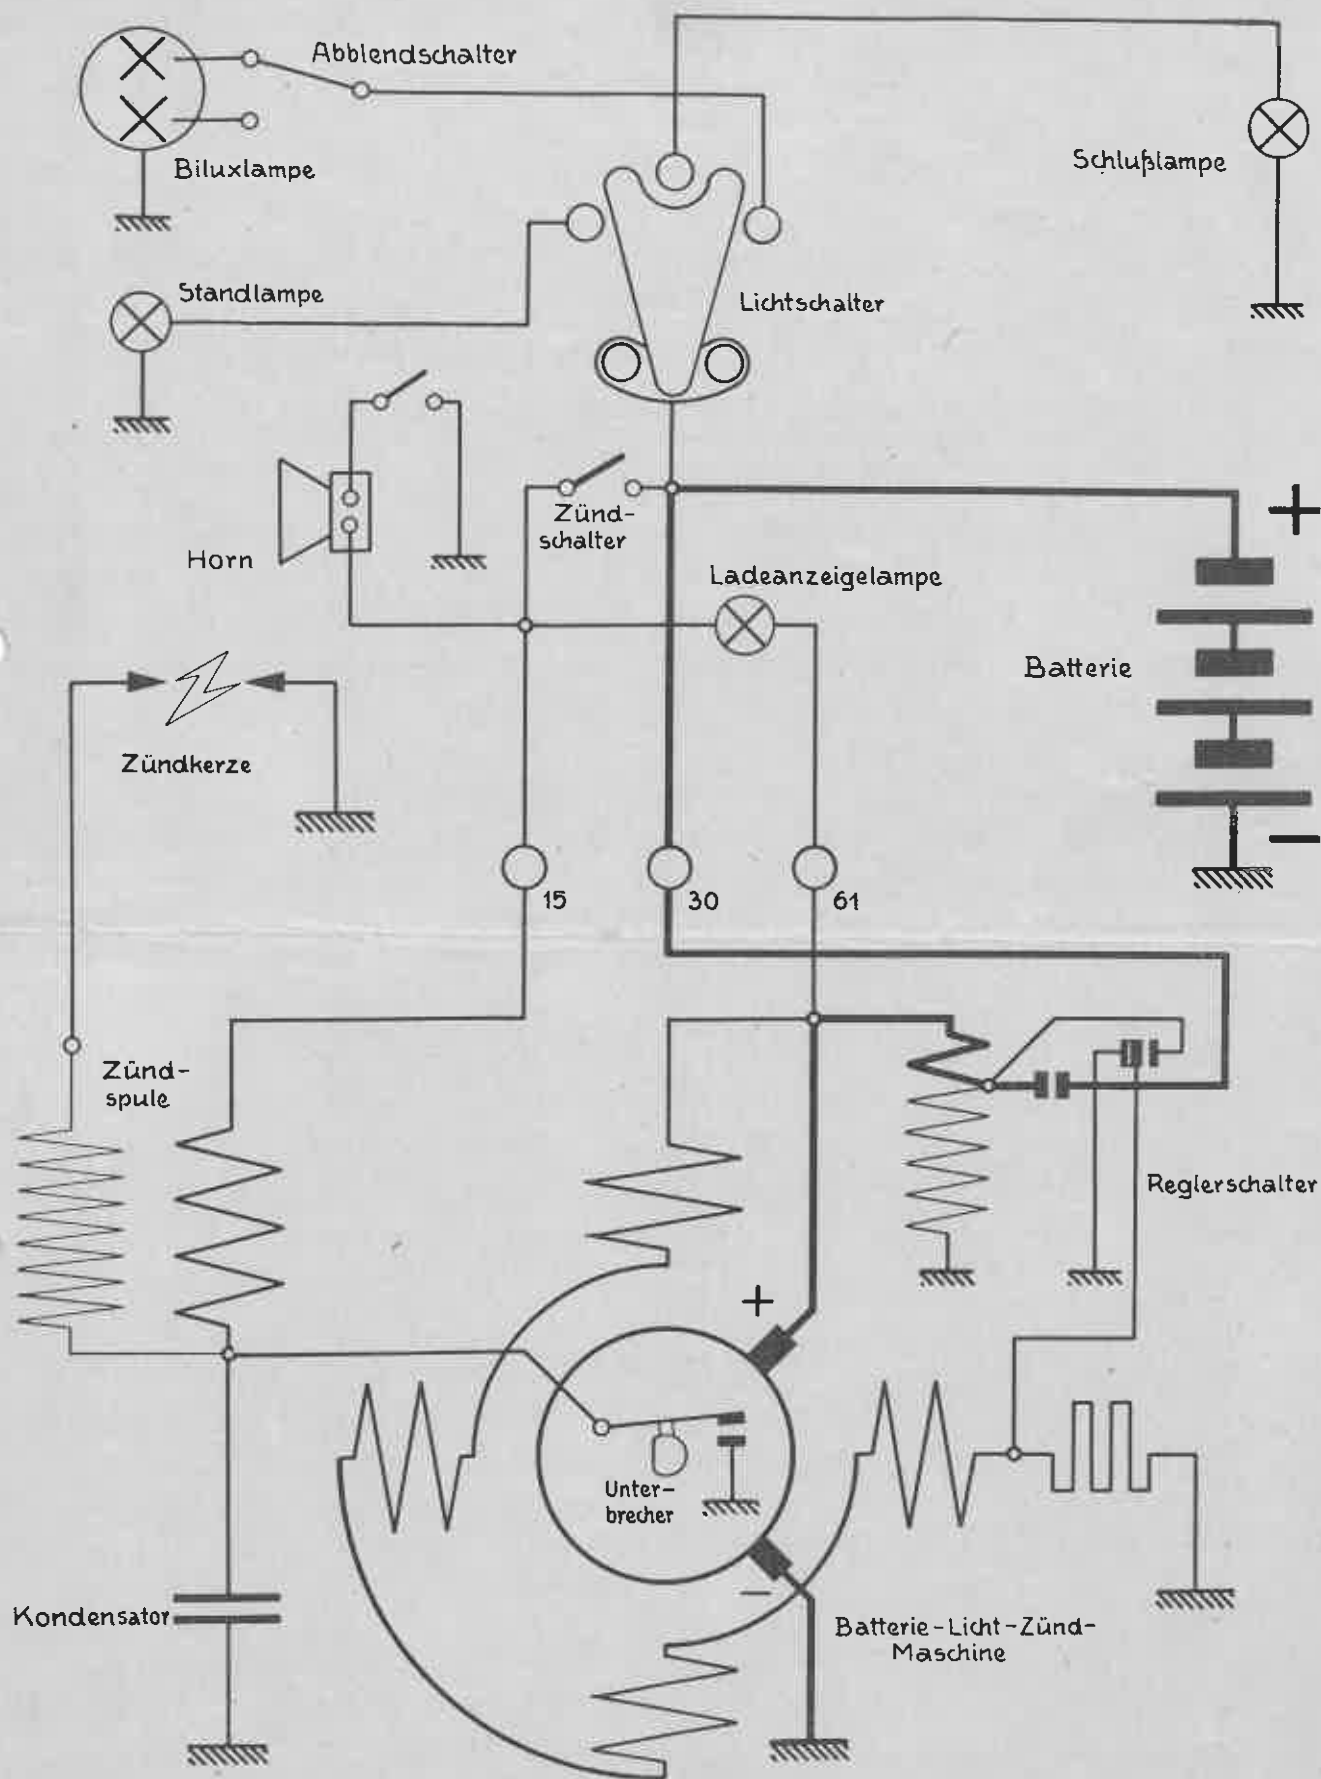 Abblendschalter
Biluxlampe
Schlußlampe
Standlampe
Lichtschalter
Zünd-
schalter
+
Horn
Ladeanzeigelampe
Batterie
Zündkerze
−
15
30
61
Zünd-
spule
Reglerschalter
+
Unter-
brecher
−
Kondensator
Batterie-Licht-Zünd-
Maschine